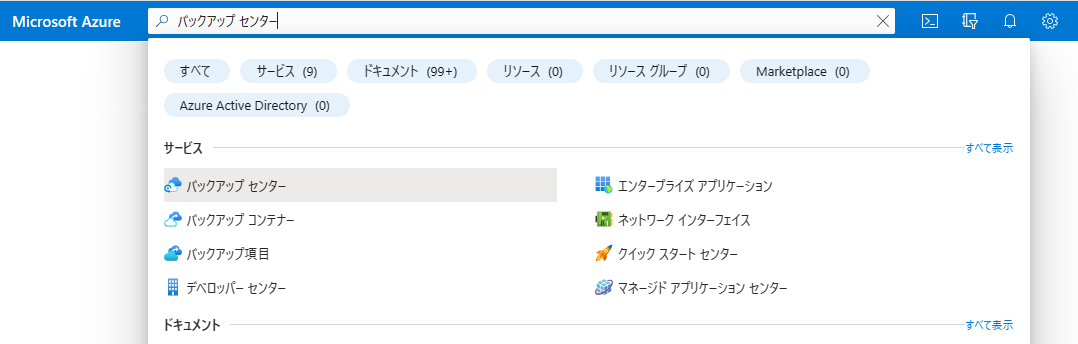 Microsoft Azure バックアップ センター
すべて サービス (9) ドキュメント (99+) リソース (0) リソース グループ (0) Marketplace (0)
Azure Active Directory (0)
サービス すべて表示
バックアップ センター エンタープライズ アプリケーション
バックアップ コンテナー ネットワーク インターフェイス
バックアップ項目 クイック スタート センター
デベロッパー センター マネージド アプリケーション センター
ドキュメント すべて表示